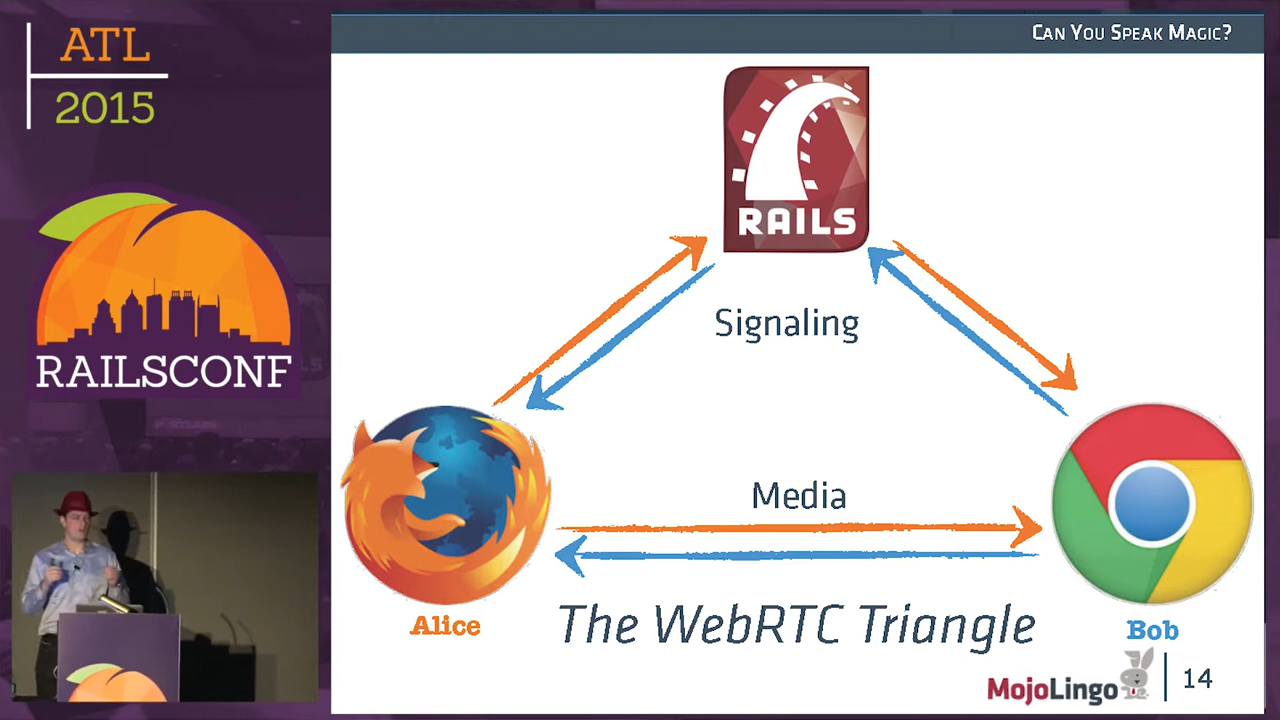 ATL
2015
RAILSCONF
CAN YOU SPEAK MAGIC?
RAILS
Signaling
Media
Alice
The WebRTC Triangle
Bob
MojoLingo
14